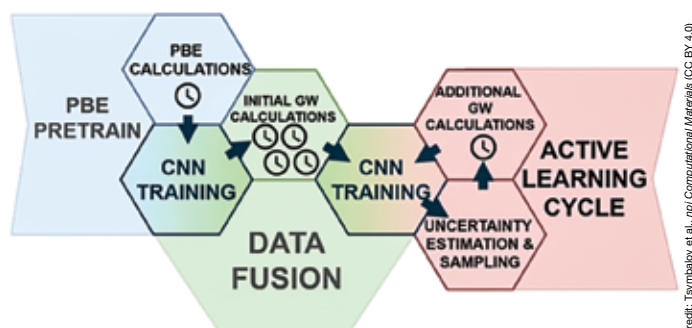 PBE
PRETRAIN
PBE
CALCULATIONS
CNN
TRAINING
INITIAL GW
CALCULATIONS
DATA
FUSION
CNN
TRAINING
ADDITIONAL
GW
CALCULATIONS
UNCERTAINTY
ESTIMATION &
SAMPLING
ACTIVE
LEARNING
CYCLE
redit: Tsymbalov et al., npj Computational Materials (CC BY 4.0)